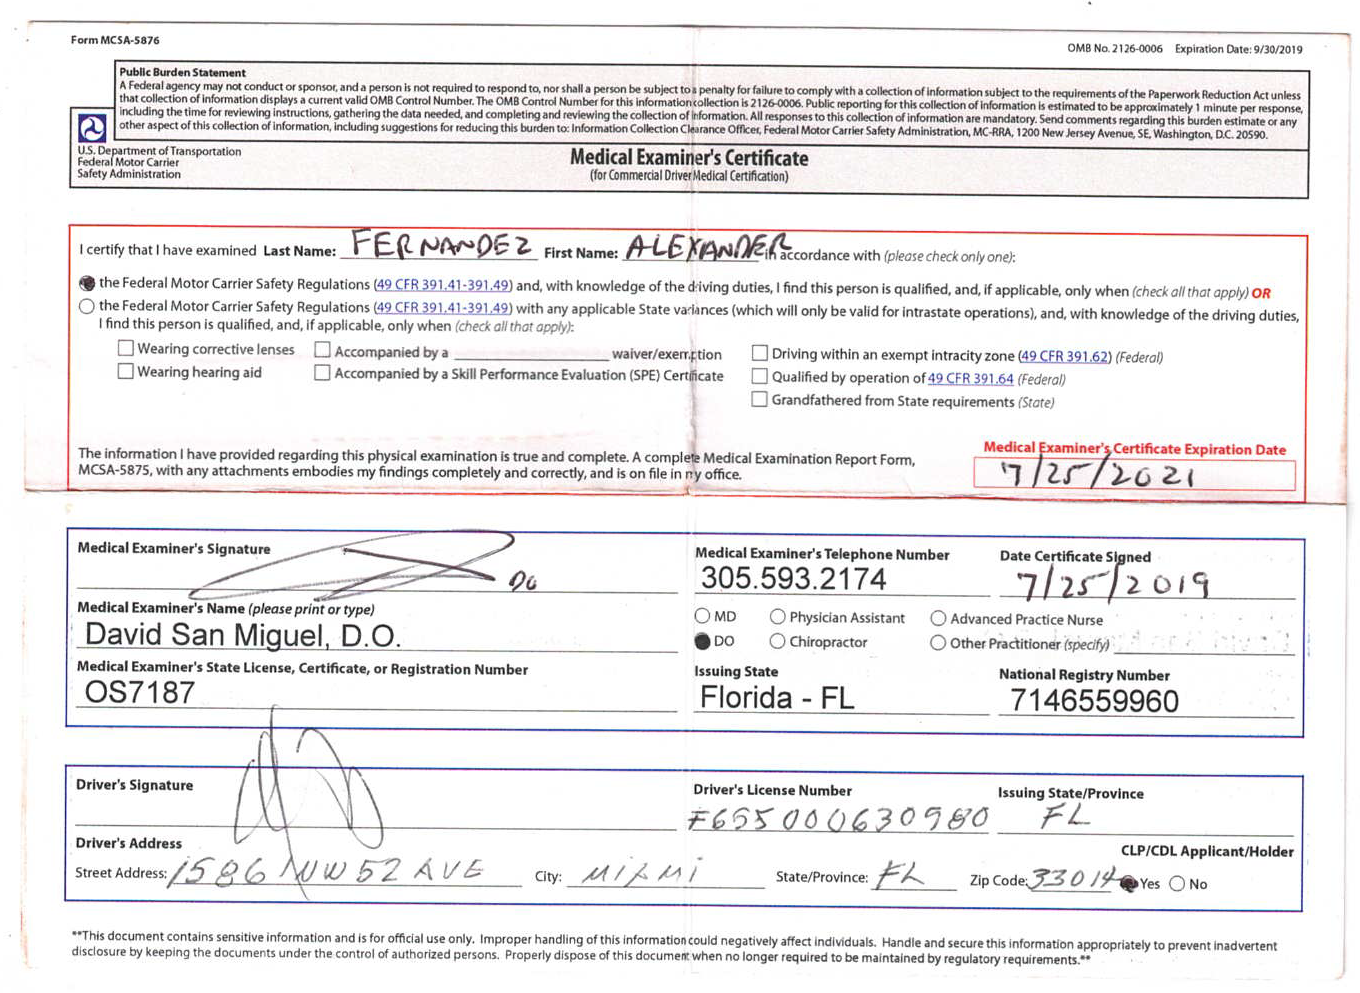 Form MCSA-5876
OMB No. 2126-0006 Expiration Date: 9/30/2019
Public Burden Statement
A Federal agency may not conduct or sponsor, and a person is not required to respond to, nor shall a person be subject to a penalty for failure to comply with a collection of information subject to the requirements of the Paperwork Reduction Act unless
that collection of information displays a current valid OMB Control Number. The OMB Control Number for this information collection is 2126-0006. Public reporting for this collection of information is estimated to be approximately 1 minute per response,
including the time for reviewing instructions, gathering the data needed, and completing and reviewing the collection of information. All responses to this collection of information are mandatory. Send comments regarding this burden estimate or any
other aspect of this collection of information, including suggestions for reducing this burden to: Information Collection Clearance Officer, Federal Motor Carrier Safety Administration, MC-RRA, 1200 New Jersey Avenue, SE, Washington, D.C. 20590.
U.S. Department of Transportation
Federal Motor Carrier
Safety Administration
Medical Examiner's Certificate
(for Commercial Driver Medical Certification)
I certify that I have examined Last Name: FERNANDEZ First Name: ALEXANDER in accordance with (please check only one):
the Federal Motor Carrier Safety Regulations (49 CFR 391.41-391.49) and, with knowledge of the driving duties, I find this person is qualified, and, if applicable, only when (check all that apply) OR
the Federal Motor Carrier Safety Regulations (49 CFR 391.41-391.49) with any applicable State variances (which will only be valid for intrastate operations), and, with knowledge of the driving duties,
I find this person is qualified, and, if applicable, only when (check all that apply):
Wearing corrective lenses Accompanied by a waiver/exemption Driving within an exempt intracity zone (49 CFR 391.62) (Federal)
Wearing hearing aid Accompanied by a Skill Performance Evaluation (SPE) Certificate Qualified by operation of 49 CFR 391.64 (Federal)
Grandfathered from State requirements (State)
The information I have provided regarding this physical examination is true and complete. A complete Medical Examination Report Form,
MCSA-5875, with any attachments embodies my findings completely and correctly, and is on file in my office.
Medical Examiner's Certificate Expiration Date
7/25/2021
Medical Examiner's Signature
DO
Medical Examiner's Telephone Number
305.593.2174
Date Certificate Signed
7/25/2019
Medical Examiner's Name (please print or type)
David San Miguel, D.O.
MD Physician Assistant Advanced Practice Nurse
DO Chiropractor Other Practitioner (specify)
Medical Examiner's State License, Certificate, or Registration Number
OS7187
Issuing State
Florida - FL
National Registry Number
7146559960
Driver's Signature
Driver's License Number
F655000630980
Issuing State/Province
FL
Driver's Address
Street Address: 1586 NW 52 AVE City: MIAMI State/Province: FL Zip Code: 33014
CLP/CDL Applicant/Holder
Yes No
**This document contains sensitive information and is for official use only. Improper handling of this information could negatively affect individuals. Handle and secure this information appropriately to prevent inadvertent
disclosure by keeping the documents under the control of authorized persons. Properly dispose of this document when no longer required to be maintained by regulatory requirements.**